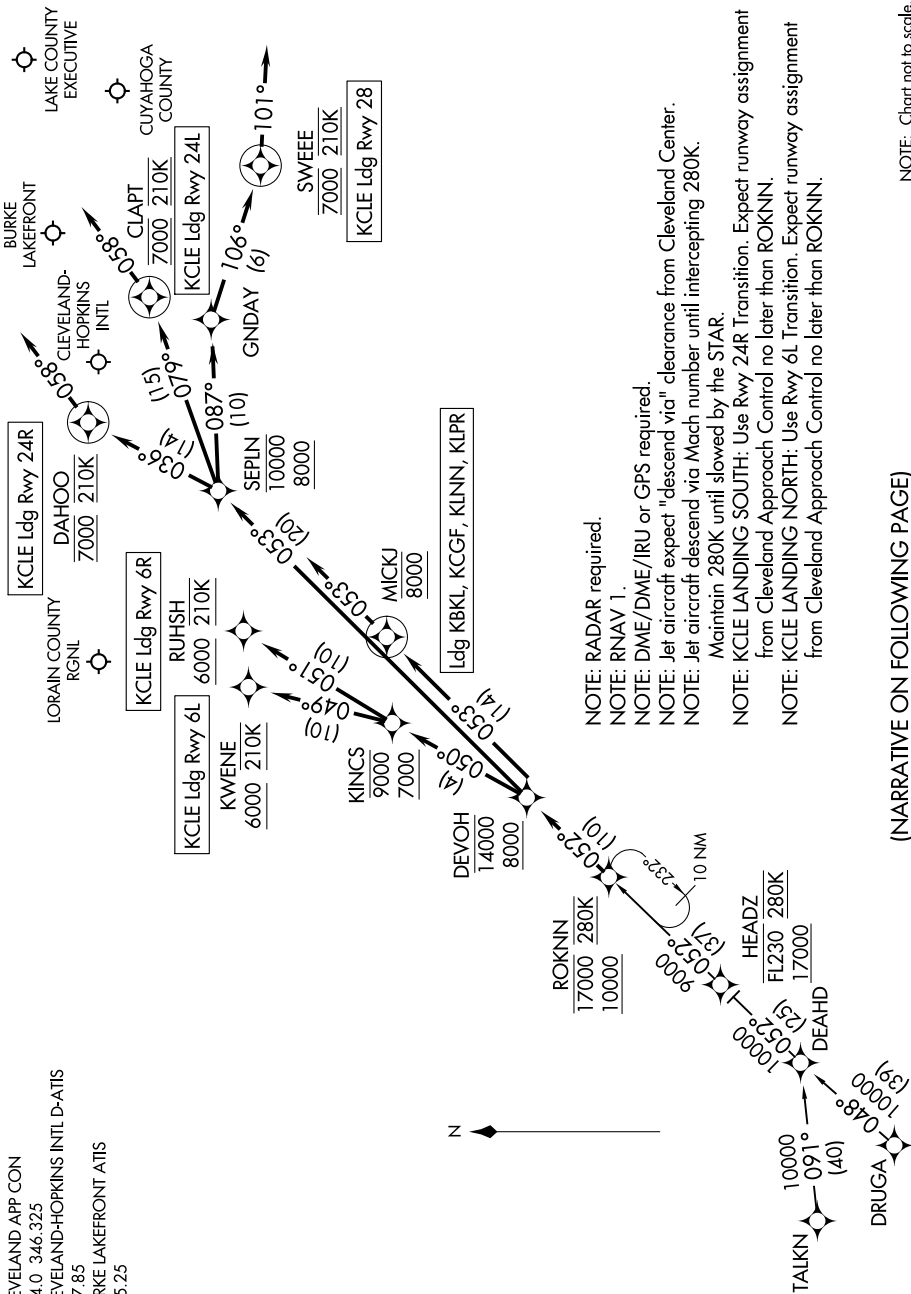 EVELAND APP CON
4.0 346.325
EVELAND-HOPKINS INTL D-ATIS
7.85
RKE LAKEFRONT ATIS
5.25
LAKE COUNTY
EXECUTIVE
CUYAHOGA
COUNTY
BURKE
LAKEFRONT
CLEVELAND-
HOPKINS
INTL
LORAIN COUNTY
RGNL
KCLE Ldg Rwy 24R
DAHOO
7000 210K
058°
036°
(14)
CLAPT
7000 210K
KCLE Ldg Rwy 24L
058°
079°
(15)
SWEEE
7000 210K
KCLE Ldg Rwy 28
101°
106°
(6)
GNDAY
087°
(10)
SEPLN
10000
8000
053°
(20)
KCLE Ldg Rwy 6R
RUHSH
6000 210K
051°
(10)
KCLE Ldg Rwy 6L
KWENE
6000 210K
049°
(10)
KINCS
9000
7000
050°
(4)
053°
MICKJ
8000
Ldg KBKL, KCGF, KLNN, KLPR
053°
(14)
DEVOH
14000
8000
052°
(10)
ROKNN
17000 280K
10000
232°
10 NM
9000
052°
(37)
HEADZ
FL230 280K
17000
10000
052°
(25)
DEAHD
10000
048°
(39)
DRUGA
10000
091°
(40)
TALKN
N
NOTE: RADAR required.
NOTE: RNAV 1.
NOTE: DME/DME/IRU or GPS required.
NOTE: Jet aircraft expect "descend via" clearance from Cleveland Center.
NOTE: Jet aircraft descend via Mach number until intercepting 280K.
Maintain 280K until slowed by the STAR.
NOTE: KCLE LANDING SOUTH: Use Rwy 24R Transition. Expect runway assignment
from Cleveland Approach Control no later than ROKNN.
NOTE: KCLE LANDING NORTH: Use Rwy 6L Transition. Expect runway assignment
from Cleveland Approach Control no later than ROKNN.
(NARRATIVE ON FOLLOWING PAGE)
NOTE: Chart not to scale.